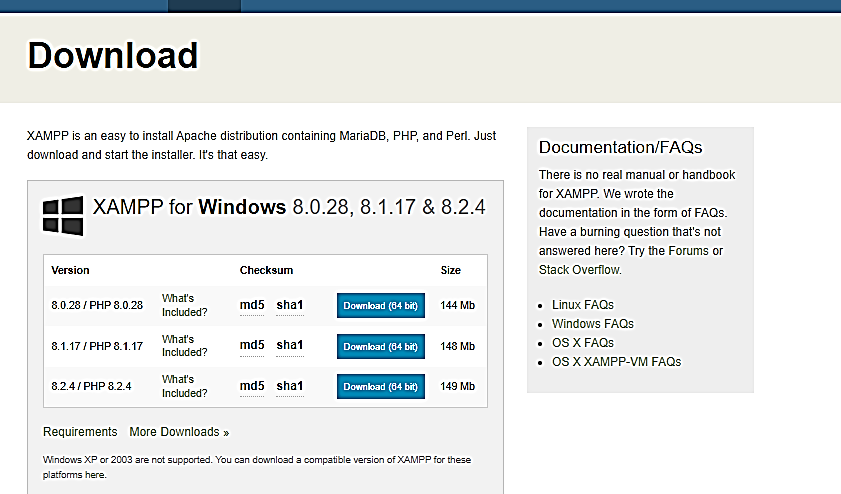 Download
XAMPP is an easy to install Apache distribution containing MariaDB, PHP, and Perl. Just
download and start the installer. It's that easy.
XAMPP for Windows 8.0.28, 8.1.17 & 8.2.4
Version Checksum Size
8.0.28 / PHP 8.0.28 What's Included? md5 sha1 Download (64 bit) 144 Mb
8.1.17 / PHP 8.1.17 What's Included? md5 sha1 Download (64 bit) 148 Mb
8.2.4 / PHP 8.2.4 What's Included? md5 sha1 Download (64 bit) 149 Mb
Requirements More Downloads »
Windows XP or 2003 are not supported. You can download a compatible version of XAMPP for these
platforms here.
Documentation/FAQs
There is no real manual or handbook
for XAMPP. We wrote the
documentation in the form of FAQs.
Have a burning question that's not
answered here? Try the Forums or
Stack Overflow.
• Linux FAQs
• Windows FAQs
• OS X FAQs
• OS X XAMPP-VM FAQs